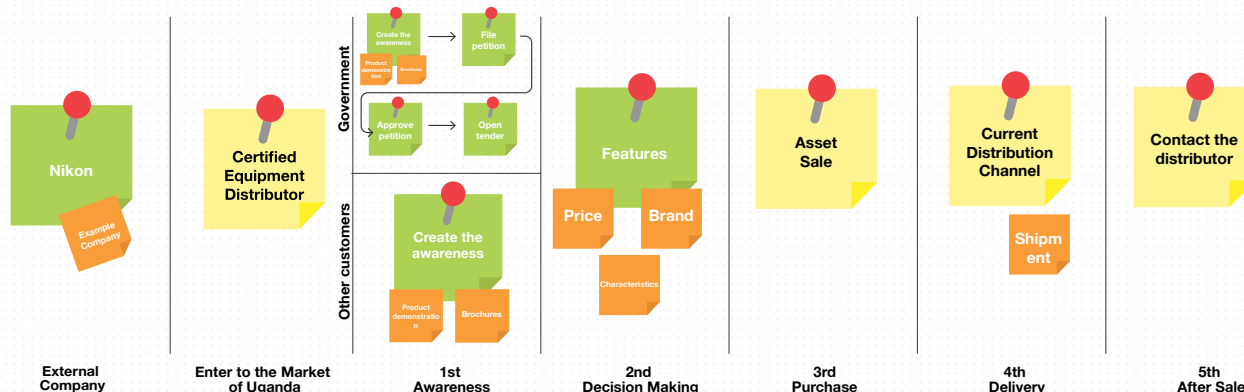 Nikon
Example
Company
External
Company
Certified
Equipment
Distributor
Enter to the Market
of Uganda
Government
Create the
awareness
Product
demonstra
tion
Brochures
File
petition
Approve
petition
Open
tender
Other customers
Create the
awareness
Product
demonstratio
n
Brochures
1st
Awareness
Features
Price
Brand
Characteristics
2nd
Decision Making
Asset
Sale
3rd
Purchase
Current
Distribution
Channel
Shipm
ent
4th
Delivery
Contact the
distributor
5th
After Sale